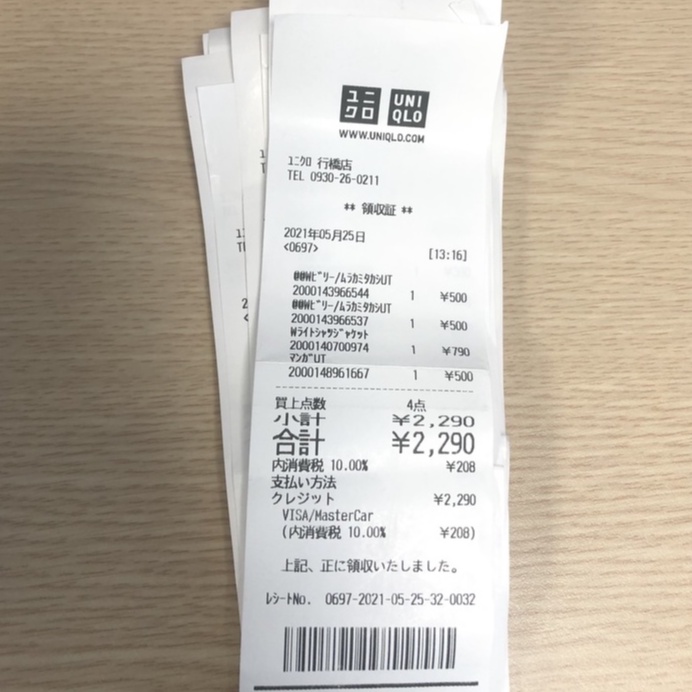 ユニ
クロ
UNI
QLO
WWW.UNIQLO.COM
ユニクロ 行橋店
TEL 0930-26-0211
** 領収証 **
2021年05月25日
<0697> [13:16]
@@Wビリー/ムラカミタカシUT
2000143966544 1 ¥500
@@Wビリー/ムラカミタカシUT
2000143966537 1 ¥500
Wライトシャツジャケット
2000140700974 1 ¥790
マンガUT
2000148961667 1 ¥500
買上点数 4点
小計 ¥2,290
合計 ¥2,290
内消費税 10.00% ¥208
支払い方法
クレジット ¥2,290
VISA/MasterCar
(内消費税 10.00% ¥208)
上記、正に領収いたしました。
レシートNo. 0697-2021-05-25-32-0032